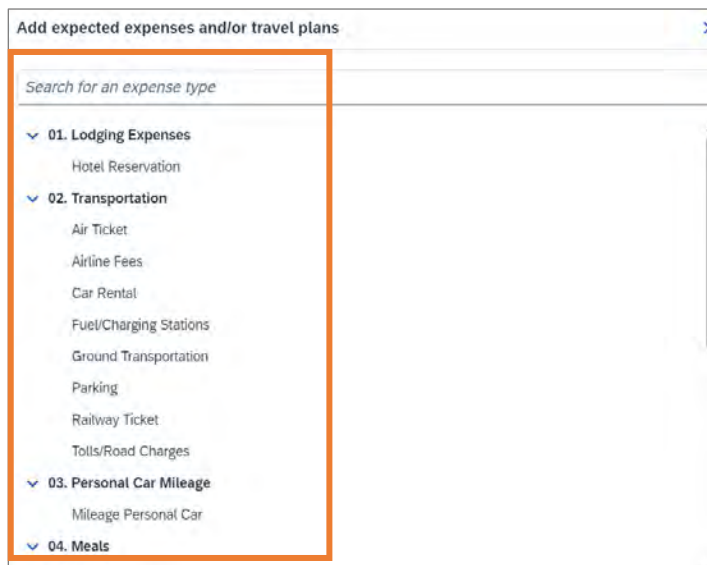 Add expected expenses and/or travel plans
Search for an expense type
01. Lodging Expenses
Hotel Reservation
02. Transportation
Air Ticket
Airline Fees
Car Rental
Fuel/Charging Stations
Ground Transportation
Parking
Railway Ticket
Tolls/Road Charges
03. Personal Car Mileage
Mileage Personal Car
04. Meals